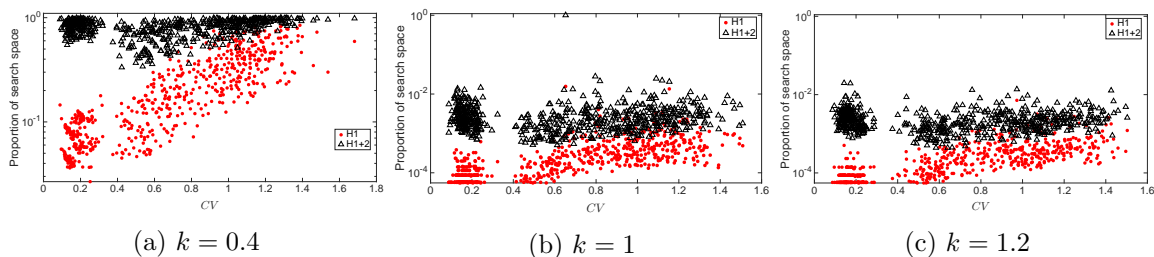 Proportion of search space
10^0
10^-1
0 0.2 0.4 0.6 0.8 1 1.2 1.4 1.6 1.8
CV
H1
H1+2
(a) k = 0.4
Proportion of search space
10^0
10^-2
10^-4
0 0.2 0.4 0.6 0.8 1 1.2 1.4 1.6
CV
H1
H1+2
(b) k = 1
Proportion of search space
10^0
10^-2
10^-4
0 0.2 0.4 0.6 0.8 1 1.2 1.4 1.6
CV
H1
H1+2
(c) k = 1.2